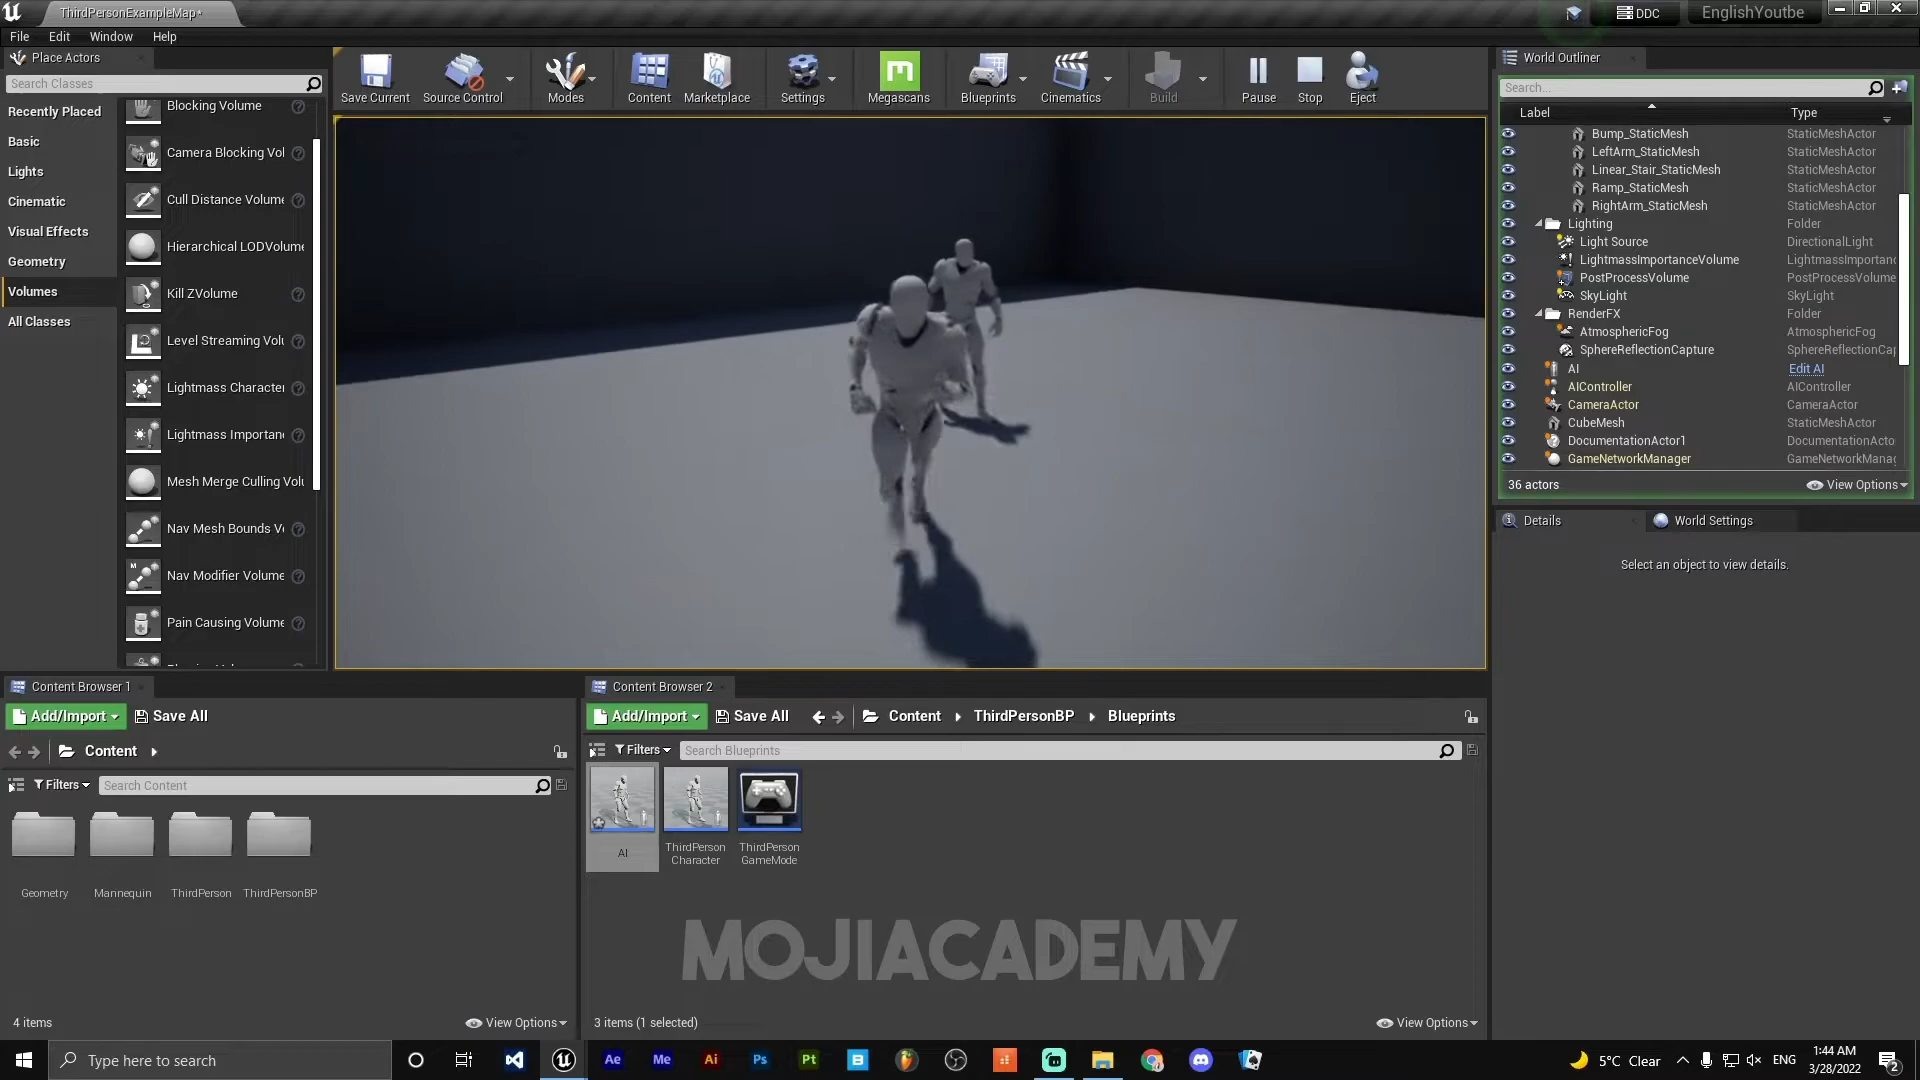 ThirdPersonExampleMap*
DDC
EnglishYoutbe
File Edit Window Help
Place Actors
Search Classes
Recently Placed
Basic
Lights
Cinematic
Visual Effects
Geometry
Volumes
All Classes
Blocking Volume
Camera Blocking Vol
Cull Distance Volume
Hierarchical LODVolume
Kill ZVolume
Level Streaming Volu
Lightmass Character
Lightmass Importan
Mesh Merge Culling Volu
Nav Mesh Bounds Vo
Nav Modifier Volume
Pain Causing Volume
Save Current
Source Control
Modes
Content
Marketplace
Settings
Megascans
Blueprints
Cinematics
Build
Pause
Stop
Eject
World Outliner
Search...
Label Type
Bump_StaticMesh StaticMeshActor
LeftArm_StaticMesh StaticMeshActor
Linear_Stair_StaticMesh StaticMeshActor
Ramp_StaticMesh StaticMeshActor
RightArm_StaticMesh StaticMeshActor
Lighting Folder
Light Source DirectionalLight
LightmassImportanceVolume LightmassImportanc
PostProcessVolume PostProcessVolume
SkyLight SkyLight
RenderFX Folder
AtmosphericFog AtmosphericFog
SphereReflectionCapture SphereReflectionCap
AI Edit AI
AIController AIController
CameraActor CameraActor
CubeMesh StaticMeshActor
DocumentationActor1 DocumentationActo
GameNetworkManager GameNetworkManag
36 actors View Options
Details World Settings
Select an object to view details.
Content Browser 1
Add/Import Save All
Content
Filters Search Content
Geometry Mannequin ThirdPerson ThirdPersonBP
4 items View Options
Content Browser 2
Add/Import Save All Content ThirdPersonBP Blueprints
Filters Search Blueprints
AI
ThirdPerson
Character
ThirdPerson
GameMode
MOJIACADEMY
3 items (1 selected) View Options
Type here to search
Ae Me Ai Ps Pt
5°C Clear ENG
1:44 AM
3/28/2022
2